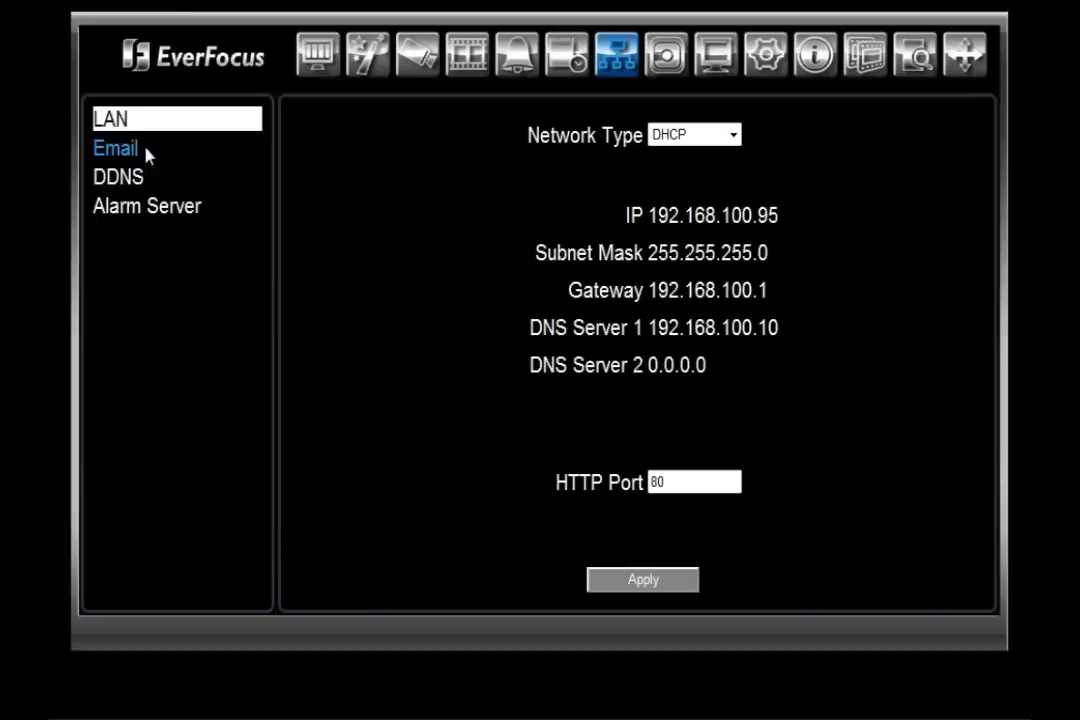 EverFocus
LAN
Email
DDNS
Alarm Server
Network Type DHCP
IP 192.168.100.95
Subnet Mask 255.255.255.0
Gateway 192.168.100.1
DNS Server 1 192.168.100.10
DNS Server 2 0.0.0.0
HTTP Port 80
Apply